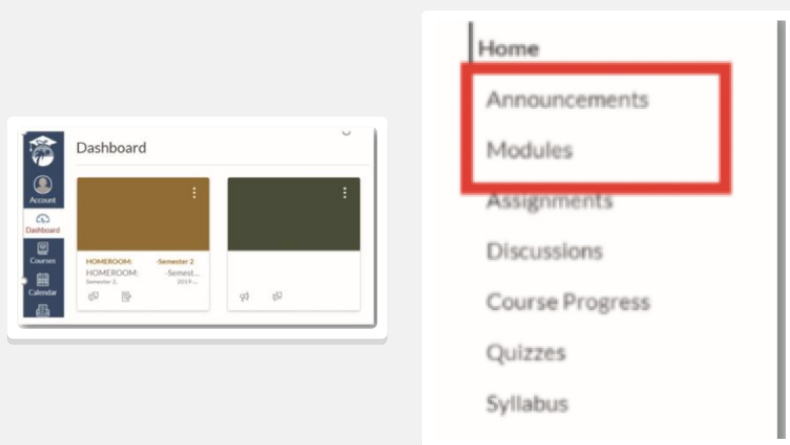 Dashboard
Account
Dashboard
Courses
Calendar
HOMEROOM: -Semester 2
HOMEROOM: -Semest...
Semester 2, 2019-...
Home
Announcements
Modules
Assignments
Discussions
Course Progress
Quizzes
Syllabus